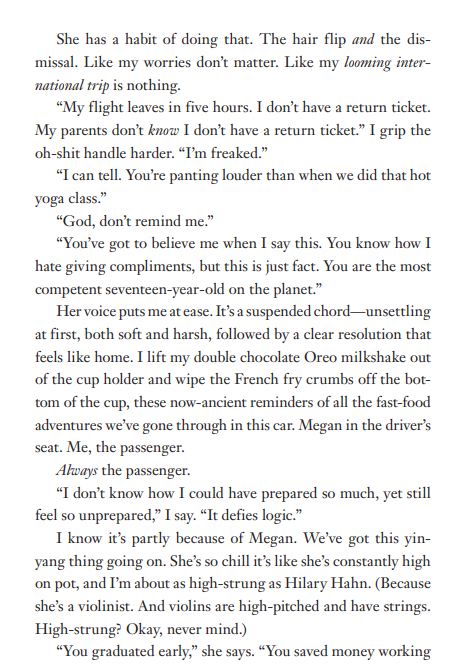 She has a habit of doing that. The hair flip and the dis-
missal. Like my worries don’t matter. Like my looming inter-
national trip is nothing.
“My flight leaves in five hours. I don’t have a return ticket.
My parents don’t know I don’t have a return ticket.” I grip the
oh-shit handle harder. “I’m freaked.”
“I can tell. You’re panting louder than when we did that hot
yoga class.”
“God, don’t remind me.”
“You’ve got to believe me when I say this. You know how I
hate giving compliments, but this is just fact. You are the most
competent seventeen-year-old on the planet.”
Her voice puts me at ease. It’s a suspended chord—unsettling
at first, both soft and harsh, followed by a clear resolution that
feels like home. I lift my double chocolate Oreo milkshake out
of the cup holder and wipe the French fry crumbs off the bot-
tom of the cup, these now-ancient reminders of all the fast-food
adventures we’ve gone through in this car. Megan in the driver’s
seat. Me, the passenger.
Always the passenger.
“I don’t know how I could have prepared so much, yet still
feel so unprepared,” I say. “It defies logic.”
I know it’s partly because of Megan. We’ve got this yin-
yang thing going on. She’s so chill it’s like she’s constantly high
on pot, and I’m about as high-strung as Hilary Hahn. (Because
she’s a violinist. And violins are high-pitched and have strings.
High-strung? Okay, never mind.)
“You graduated early,” she says. “You saved money working